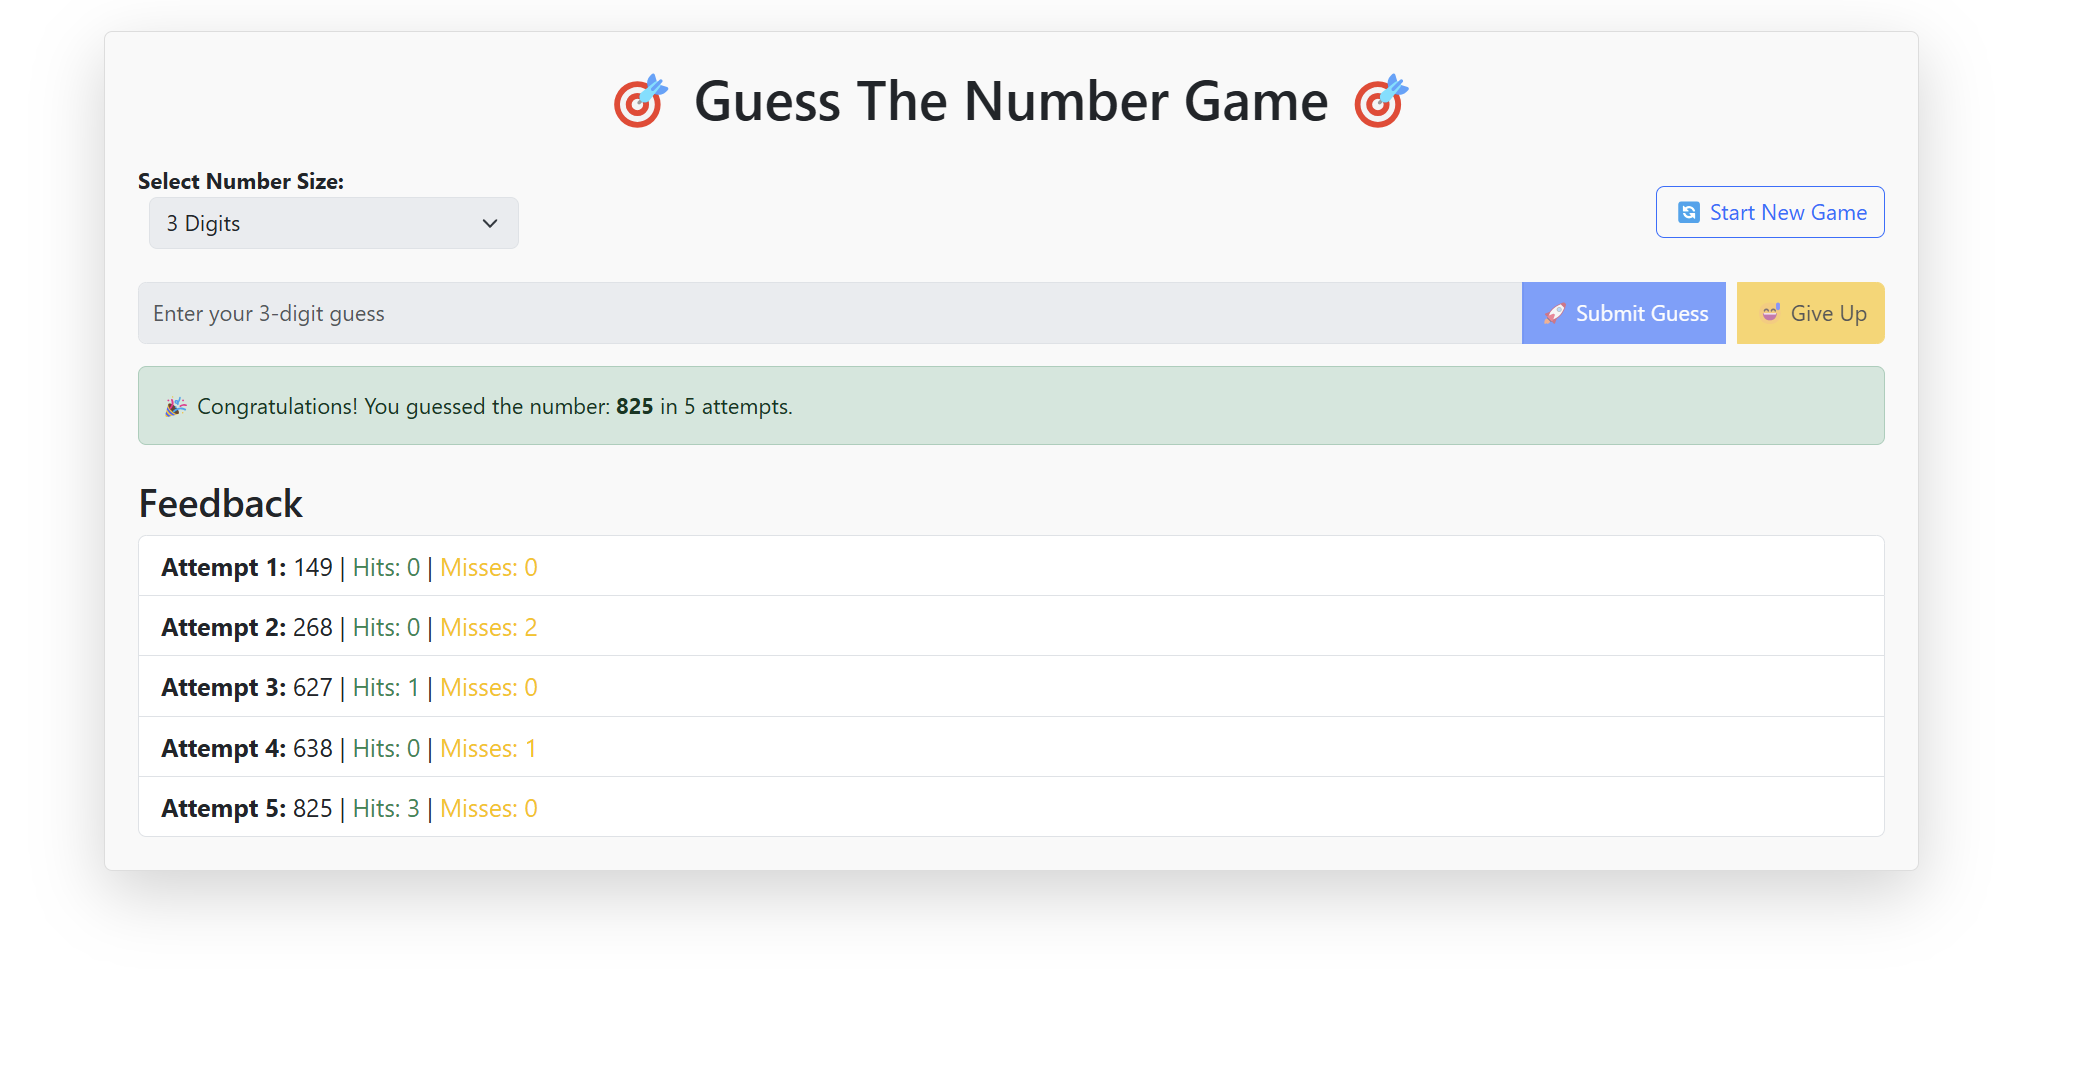 🎯 Guess The Number Game 🎯
Select Number Size:
3 Digits
🔄 Start New Game
Enter your 3-digit guess
🚀 Submit Guess
😅 Give Up
🎉 Congratulations! You guessed the number: 825 in 5 attempts.
Feedback
Attempt 1: 149 | Hits: 0 | Misses: 0
Attempt 2: 268 | Hits: 0 | Misses: 2
Attempt 3: 627 | Hits: 1 | Misses: 0
Attempt 4: 638 | Hits: 0 | Misses: 1
Attempt 5: 825 | Hits: 3 | Misses: 0